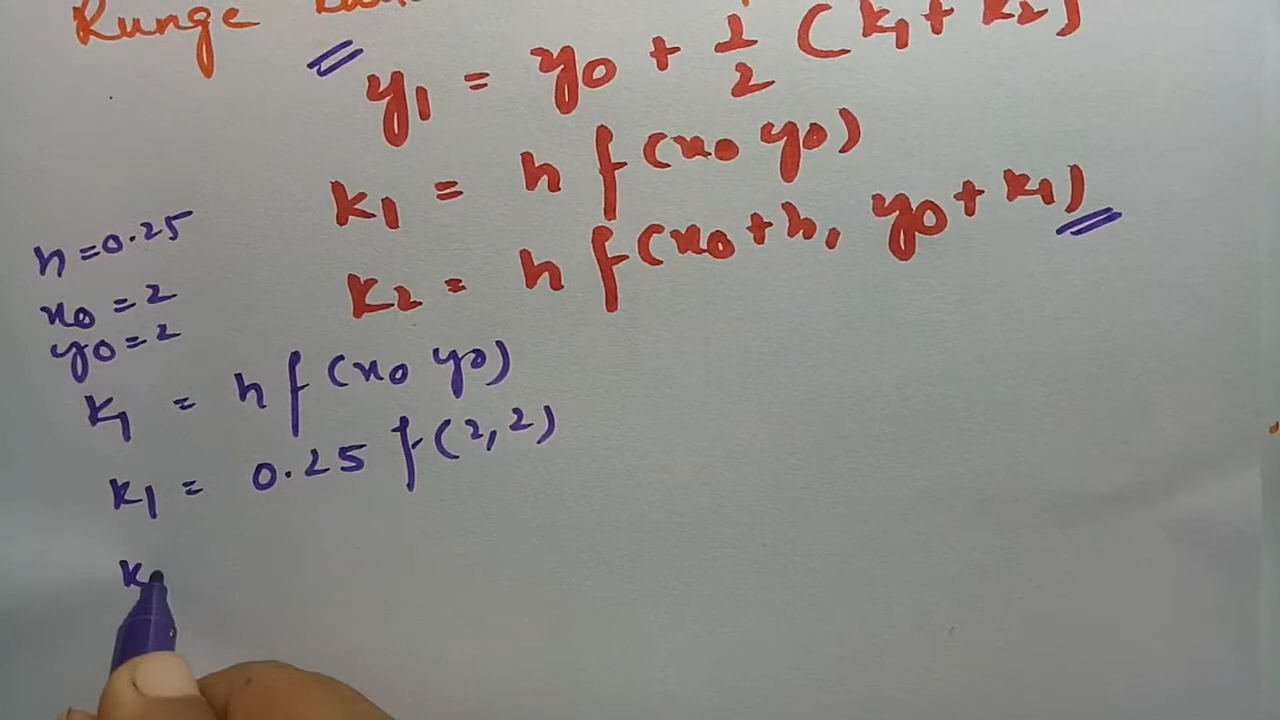 Runge
y1 = y0 + 1/2 (k1 + k2)
k1 = h f(x0 y0)
k2 = h f(x0 + h, y0 + k1)
h = 0.25
x0 = 2
y0 = 2
k1 = h f(x0 y0)
k1 = 0.25 f(2,2)
k